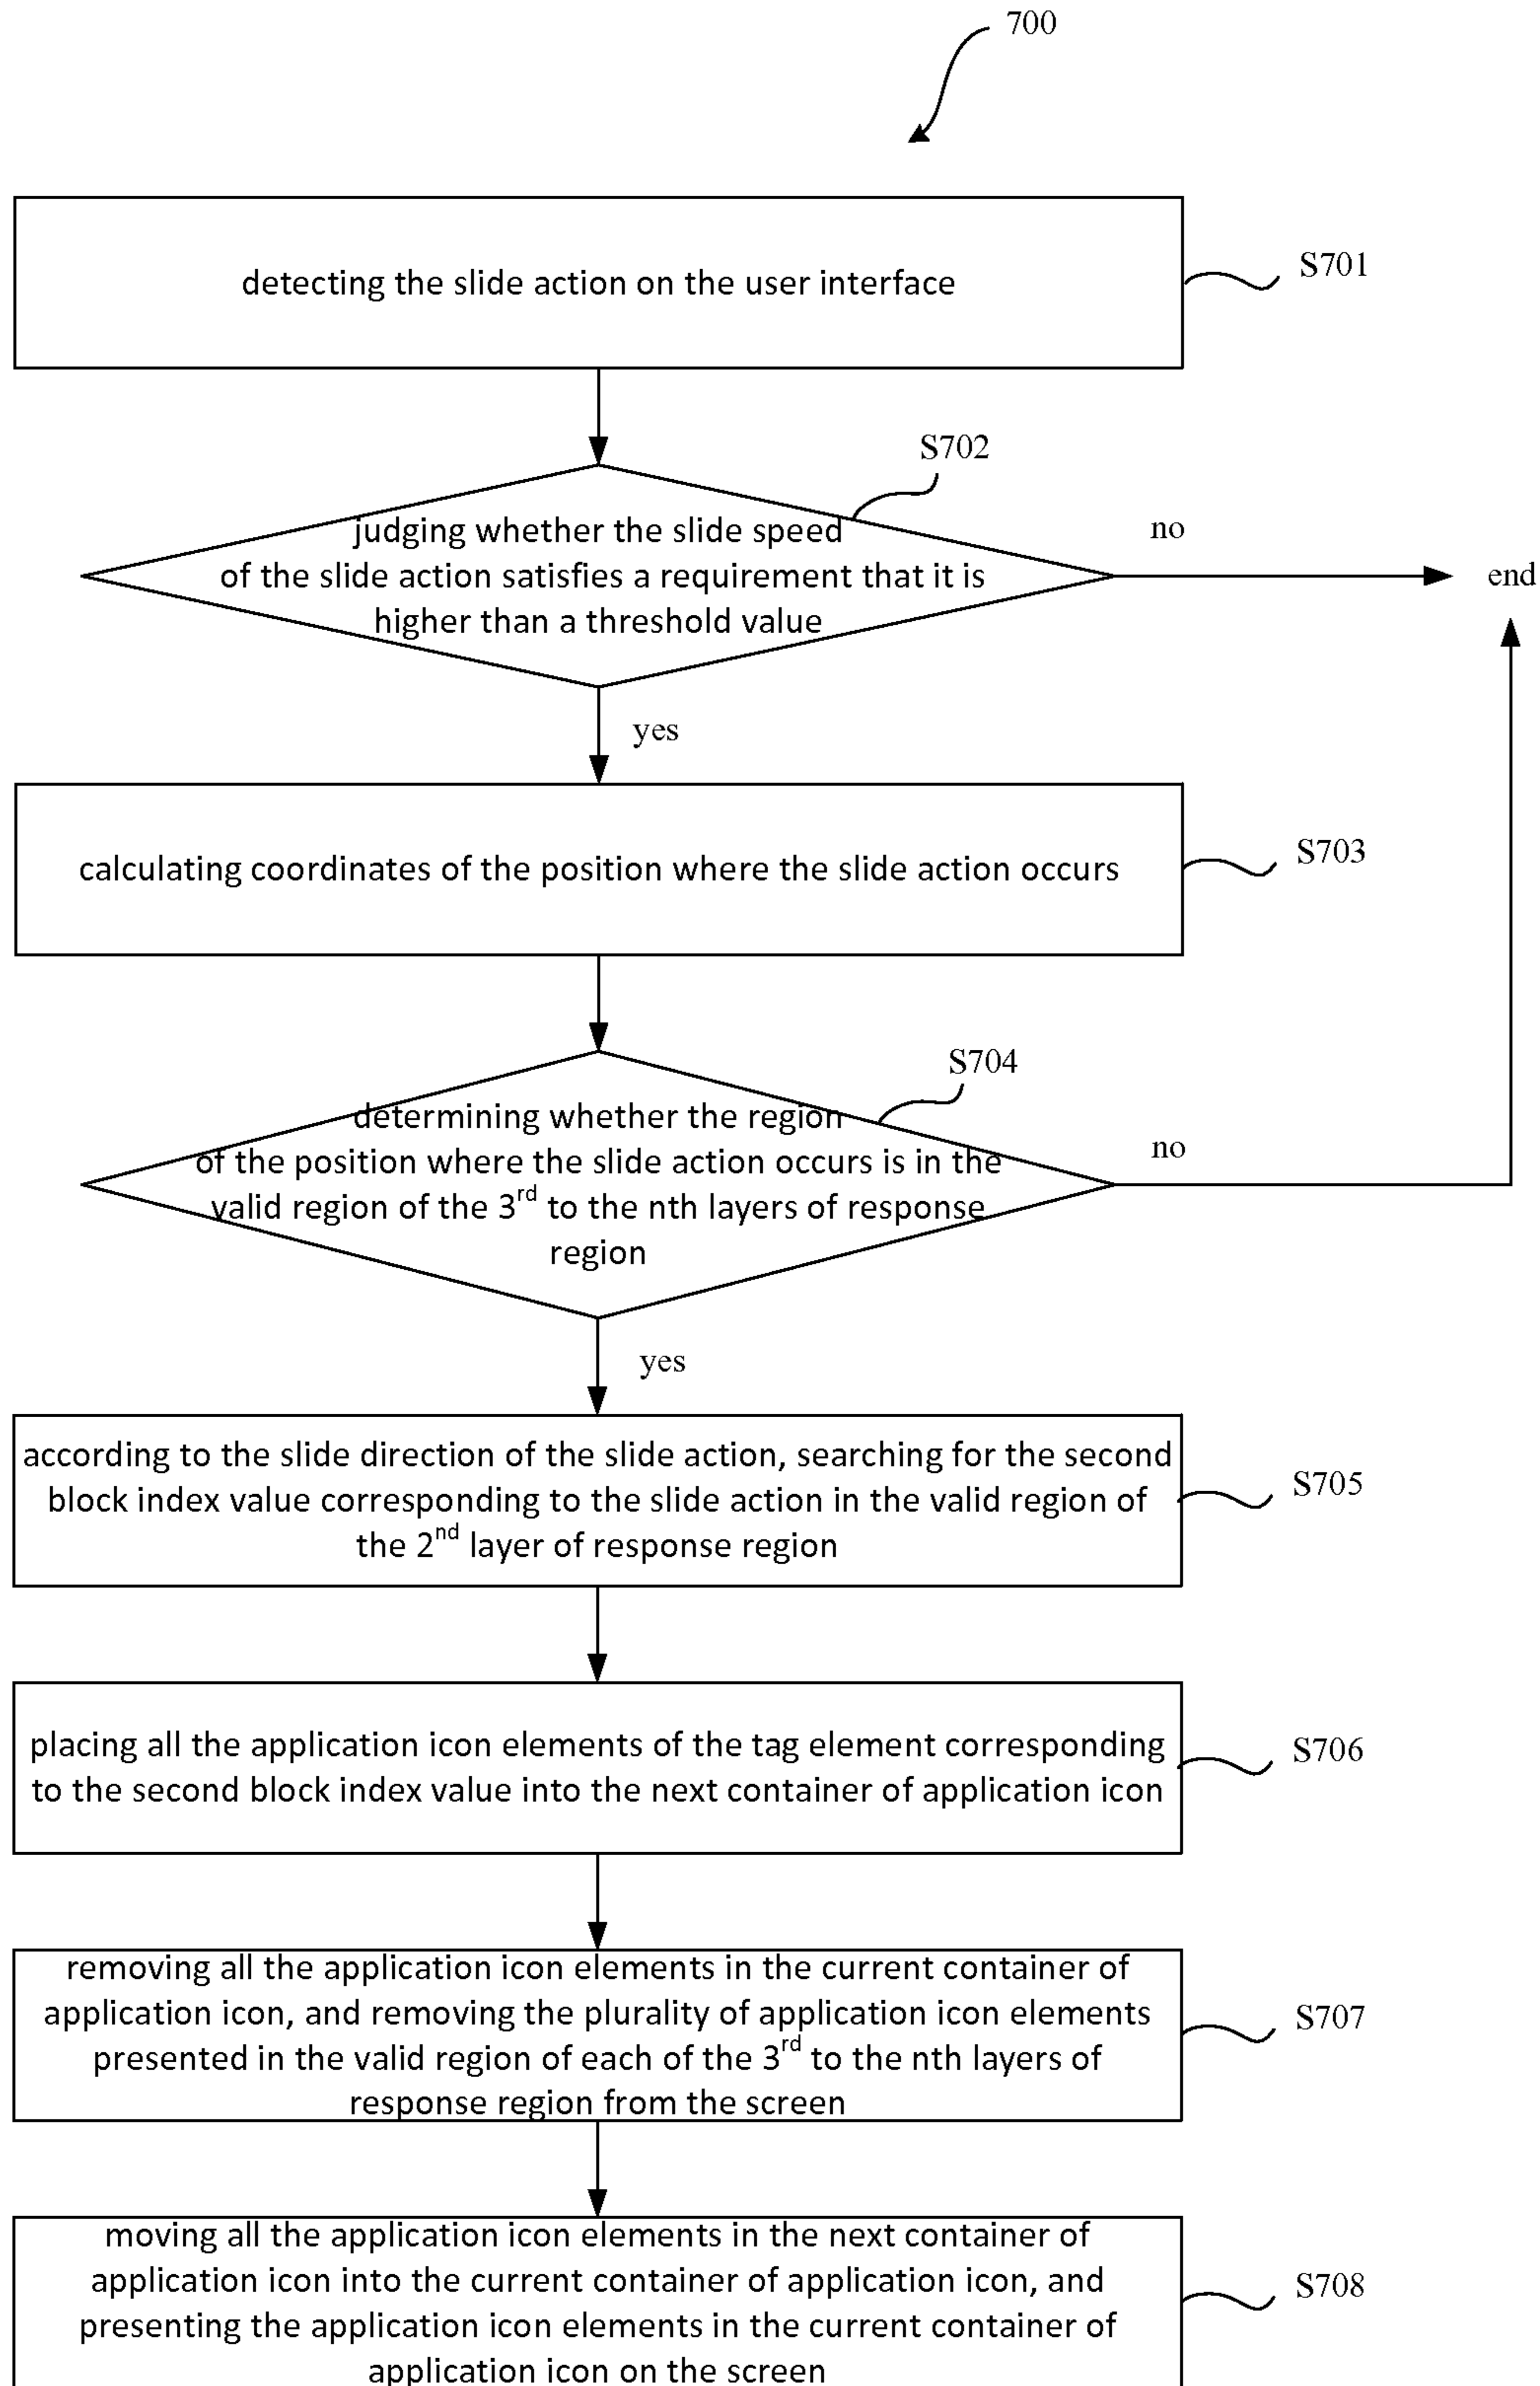 700
detecting the slide action on the user interface
S701
S702
judging whether the slide speed
of the slide action satisfies a requirement that it is
higher than a threshold value
no
end
yes
calculating coordinates of the position where the slide action occurs
S703
S704
determining whether the region
of the position where the slide action occurs is in the
valid region of the 3rd to the nth layers of response
region
no
yes
according to the slide direction of the slide action, searching for the second
block index value corresponding to the slide action in the valid region of
the 2nd layer of response region
S705
placing all the application icon elements of the tag element corresponding
to the second block index value into the next container of application icon
S706
removing all the application icon elements in the current container of
application icon, and removing the plurality of application icon elements
presented in the valid region of each of the 3rd to the nth layers of
response region from the screen
S707
moving all the application icon elements in the next container of
application icon into the current container of application icon, and
presenting the application icon elements in the current container of
application icon on the screen
S708